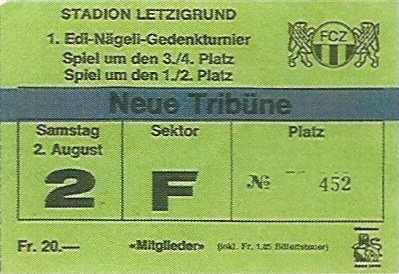 STADION LETZIGRUND
1. Edi-Nägeli-Gedenkturnier
Spiel um den 3./4. Platz
Spiel um den 1./2. Platz
FCZ
Neue Tribüne
Samstag
2. August
2
Sektor
F
Platz
№ 452
Fr. 20.—
«Mitglieder» (inkl. Fr. 1.85 Billettsteuer)